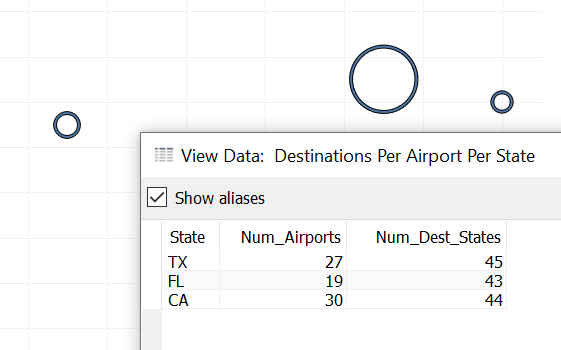 View Data:  Destinations Per Airport Per State
Show aliases
State Num_Airports Num_Dest_States
TX 27 45
FL 19 43
CA 30 44